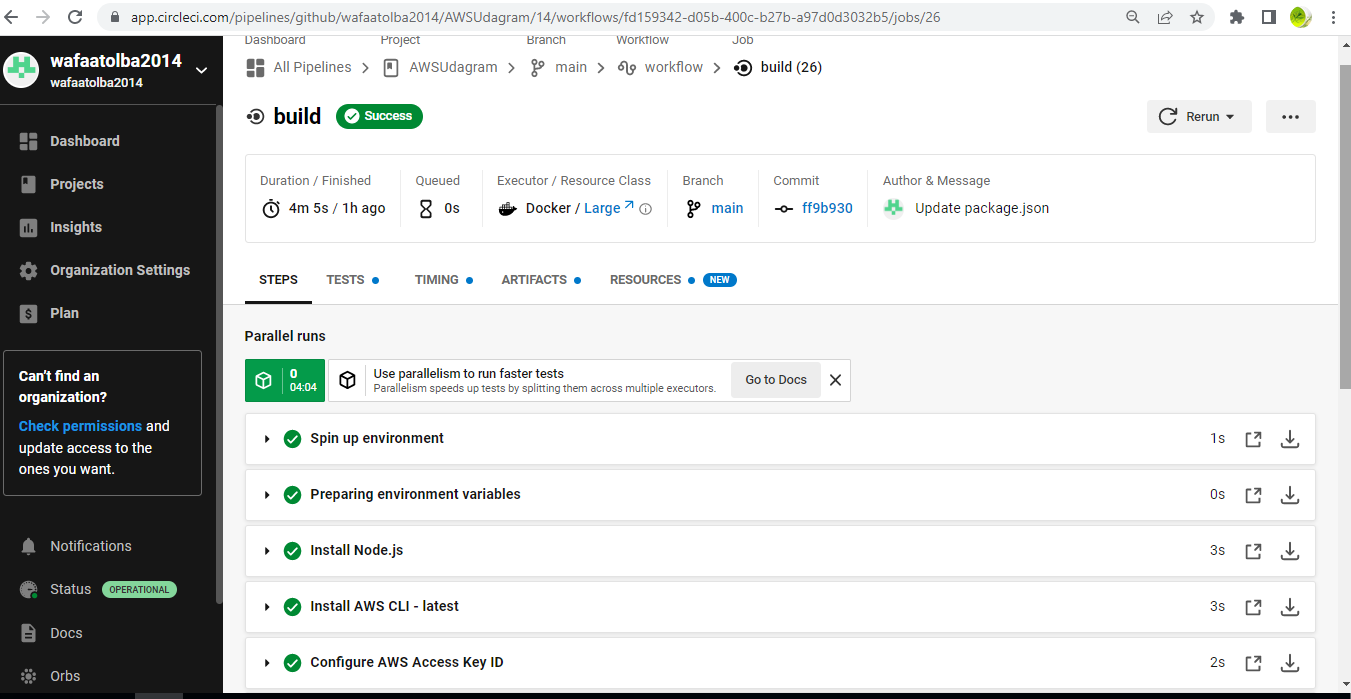 app.circleci.com/pipelines/github/wafaatolba2014/AWSUdagram/14/workflows/fd159342-d05b-400c-b27b-a97d0d3032b5/jobs/26
wafaatolba2014
wafaatolba2014
Dashboard
Projects
Insights
Organization Settings
Plan
Can't find an
organization?
Check permissions and
update access to the
ones you want.
Notifications
Status OPERATIONAL
Docs
Orbs
Dashboard Project Branch Workflow Job
All Pipelines AWSUdagram main workflow build (26)
build Success
Rerun
Duration / Finished Queued Executor / Resource Class Branch Commit Author & Message
4m 5s / 1h ago 0s Docker / Large main ff9b930 Update package.json
STEPS TESTS TIMING ARTIFACTS RESOURCES NEW
Parallel runs
0
04:04
Use parallelism to run faster tests
Parallelism speeds up tests by splitting them across multiple executors.
Go to Docs
Spin up environment 1s
Preparing environment variables 0s
Install Node.js 3s
Install AWS CLI - latest 3s
Configure AWS Access Key ID 2s